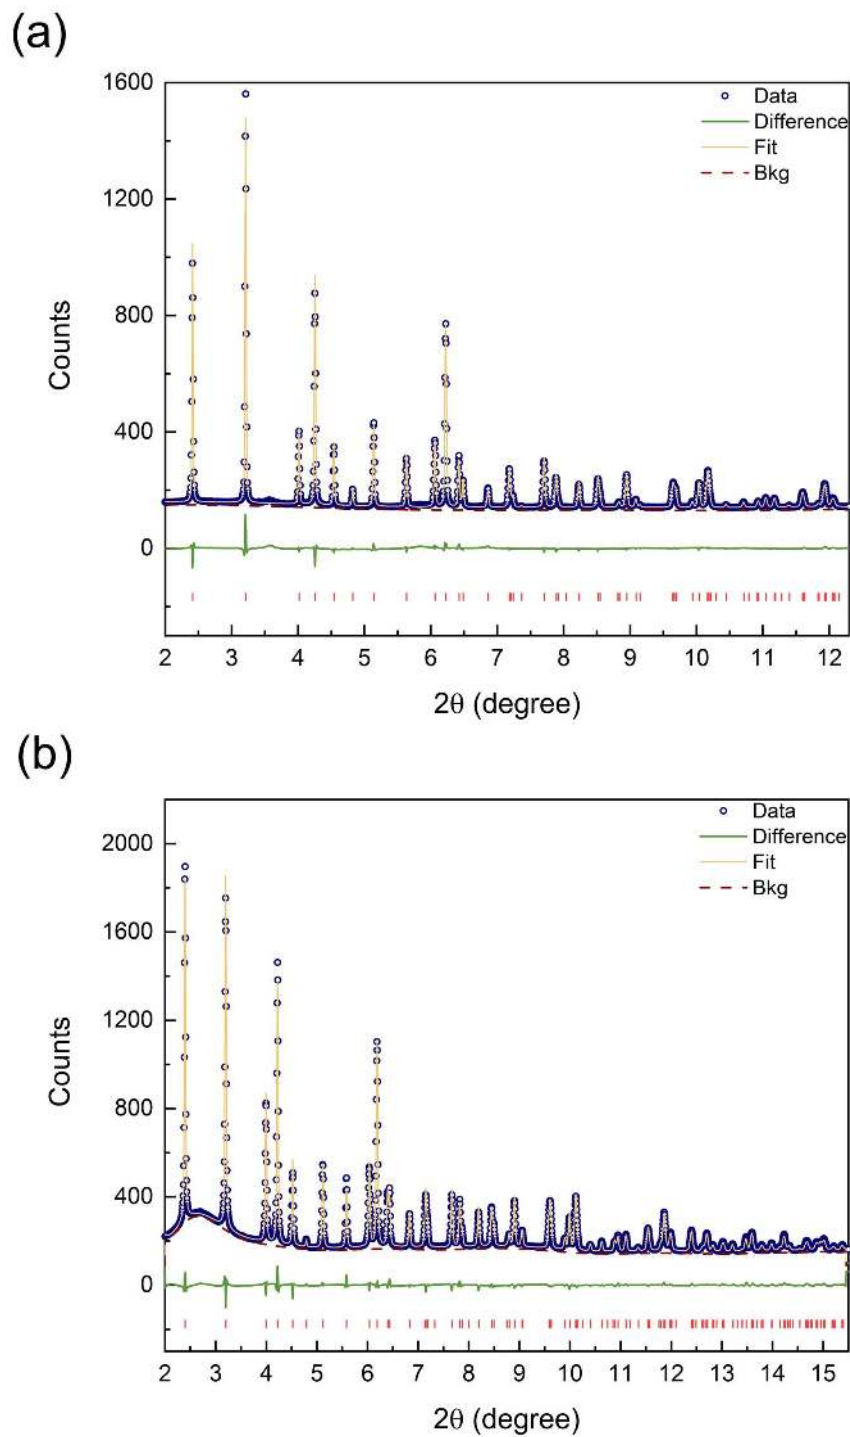 (a)
1600
1200
800
400
0
Counts
Data
Difference
Fit
Bkg
2 3 4 5 6 7 8 9 10 11 12
2θ (degree)
(b)
2000
1600
1200
800
400
0
Counts
Data
Difference
Fit
Bkg
2 3 4 5 6 7 8 9 10 11 12 13 14 15
2θ (degree)